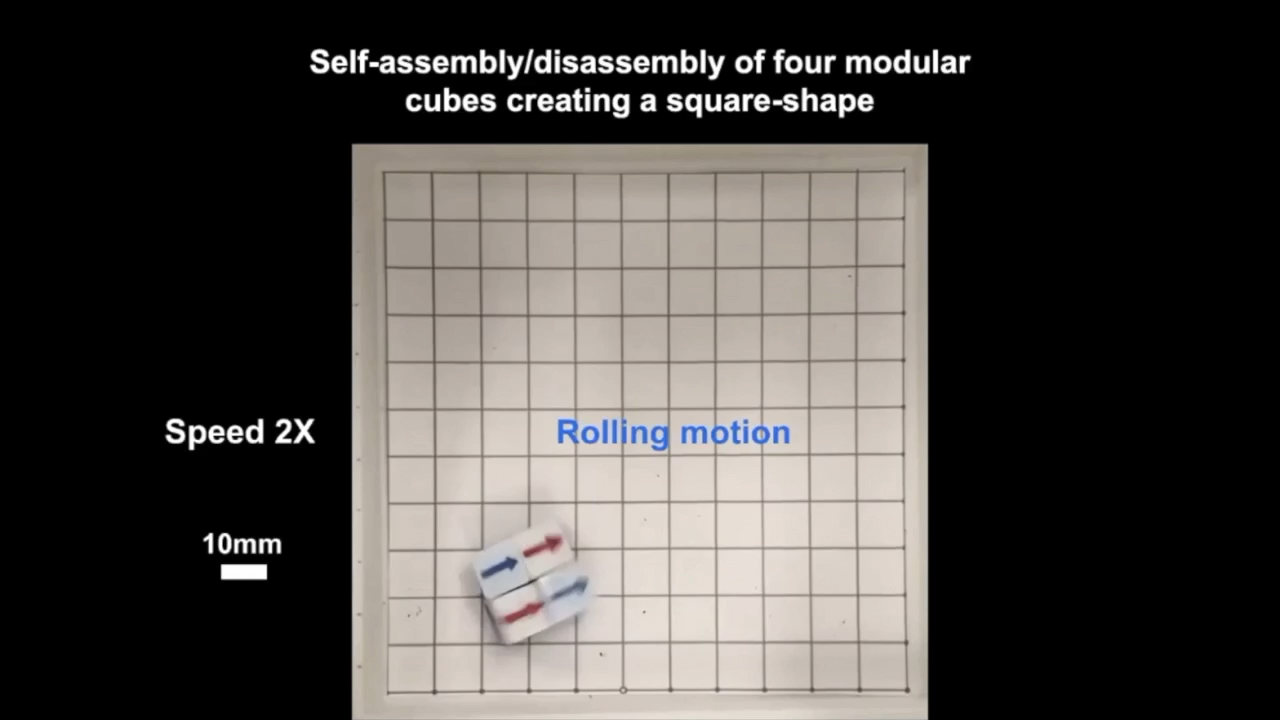 Self-assembly/disassembly of four modular
cubes creating a square-shape
Speed 2X
Rolling motion
10mm